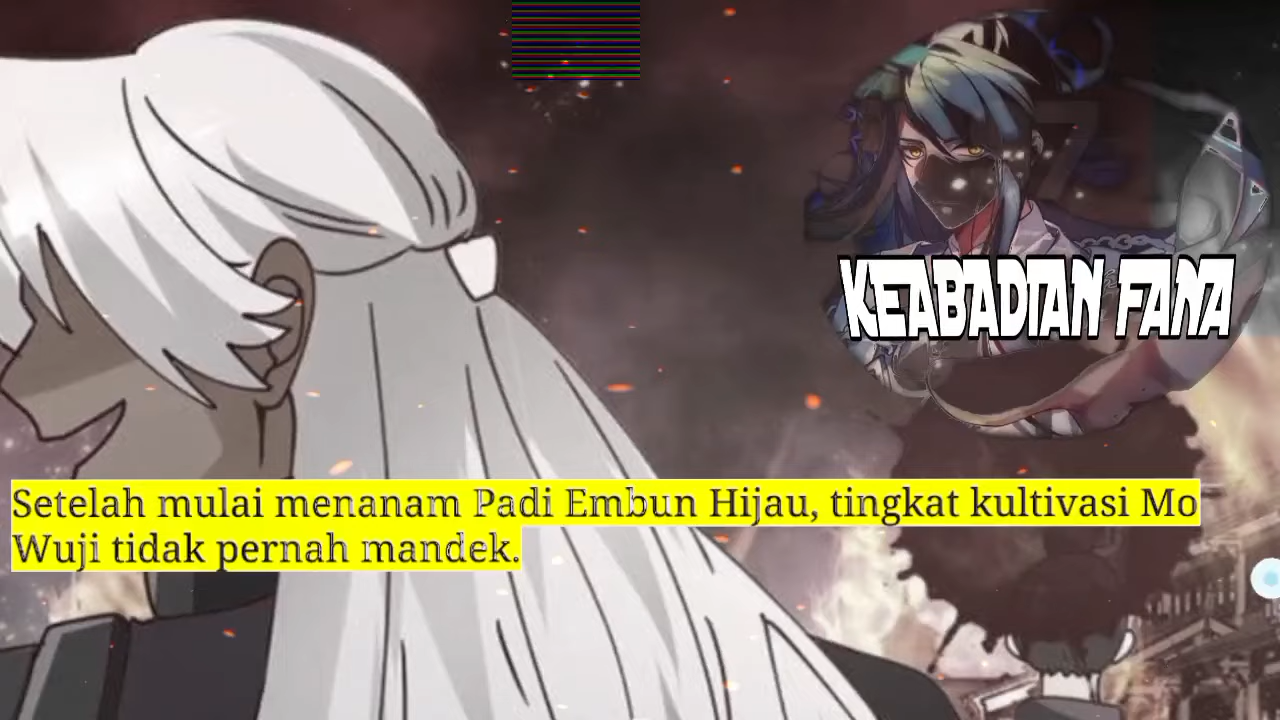 KEABADIAN FANA
Setelah mulai menanam Padi Embun Hijau, tingkat kultivasi Mo
Wuji tidak pernah mandek.